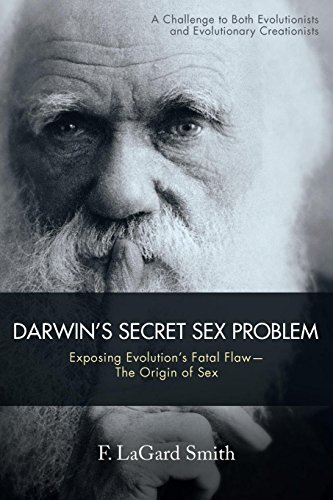 A Challenge to Both Evolutionists
and Evolutionary Creationists
DARWIN'S SECRET SEX PROBLEM
Exposing Evolution's Fatal Flaw—
The Origin of Sex
F. LaGard Smith